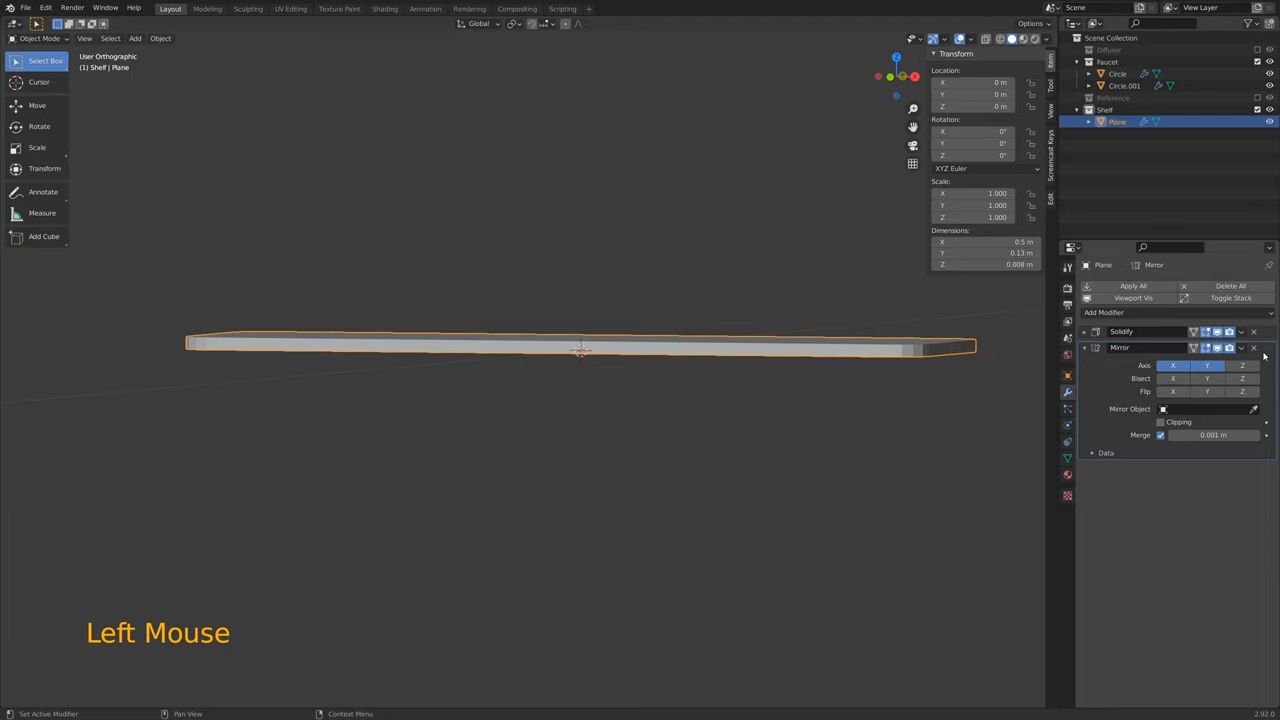 File Edit Render Window Help Layout Modeling Sculpting UV Editing Texture Paint Shading Animation Rendering Compositing Scripting + Scene View Layer
Global Options
Object Mode View Select Add Object
User Orthographic
(1) Shelf | Plane
Select Box
Cursor
Move
Rotate
Scale
Transform
Annotate
Measure
Add Cube
Z
X
Transform
Location:
X 0 m
Y 0 m
Z 0 m
Rotation:
X 0°
Y 0°
Z 0°
XYZ Euler
Scale:
X 1.000
Y 1.000
Z 1.000
Dimensions:
X 0.5 m
Y 0.13 m
Z 0.008 m
Item
Tool
View
Screencast Keys
Edit
Scene Collection
Diffuser
Faucet
Circle
Circle.001
Reference
Shelf
Plane
Plane Mirror
Apply All Delete All
Viewport Vis Toggle Stack
Add Modifier
Solidify
Mirror
Axis X Y Z
Bisect X Y Z
Flip X Y Z
Mirror Object
Clipping
Merge 0.001 m
Data
Left Mouse
Set Active Modifier Pan View Context Menu 2.92.0